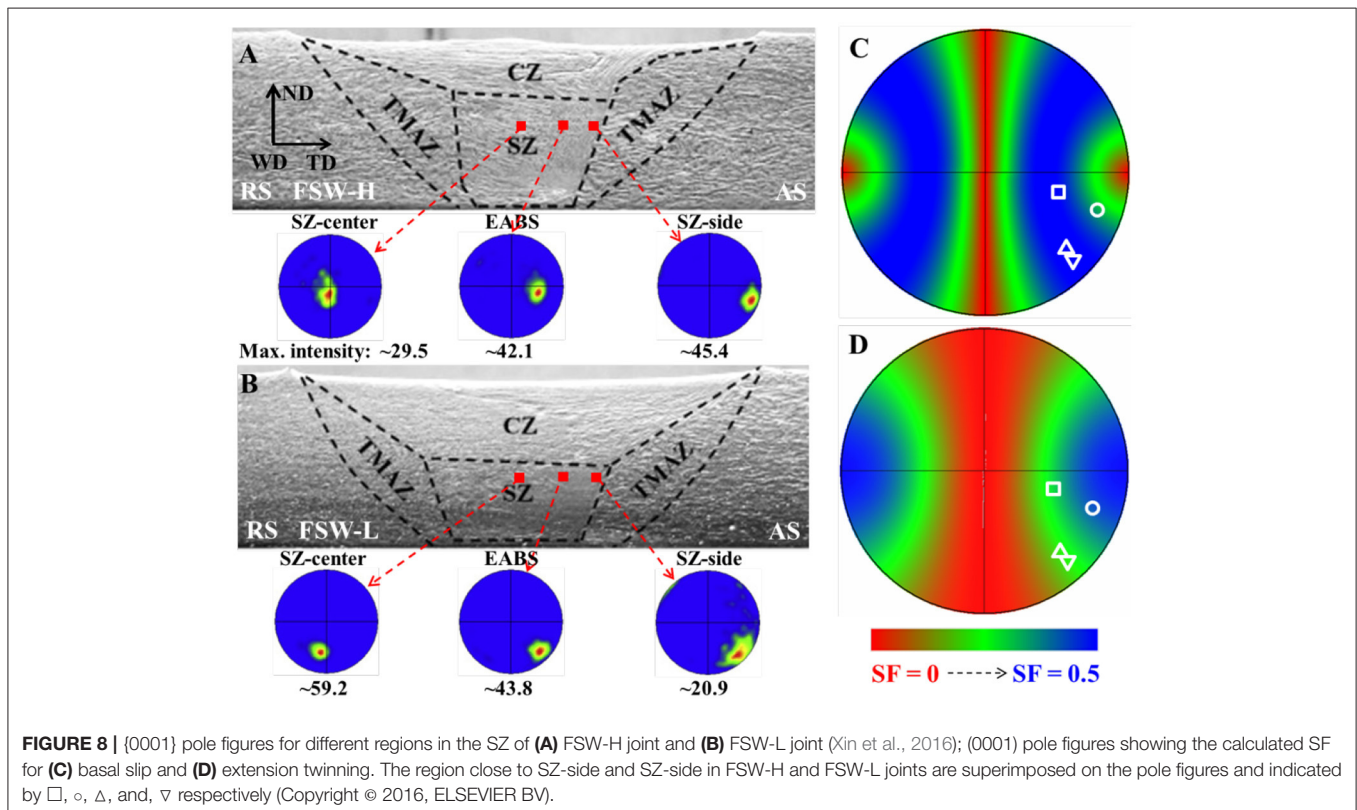 A
ND
WD TD
RS FSW-H
TMAZ
CZ
SZ
TMAZ
AS
SZ-center EABS SZ-side
Max. intensity: ~29.5 ~42.1 ~45.4
B
CZ
TMAZ
SZ
TMAZ
RS FSW-L
AS
SZ-center EABS SZ-side
~59.2 ~43.8 ~20.9
C
D
SF = 0 ----> SF = 0.5
FIGURE 8 | {0001} pole figures for different regions in the SZ of (A) FSW-H joint and (B) FSW-L joint (Xin et al., 2016); (0001) pole figures showing the calculated SF
for (C) basal slip and (D) extension twinning. The region close to SZ-side and SZ-side in FSW-H and FSW-L joints are superimposed on the pole figures and indicated
by □, ○, △, and, ▽ respectively (Copyright © 2016, ELSEVIER BV).